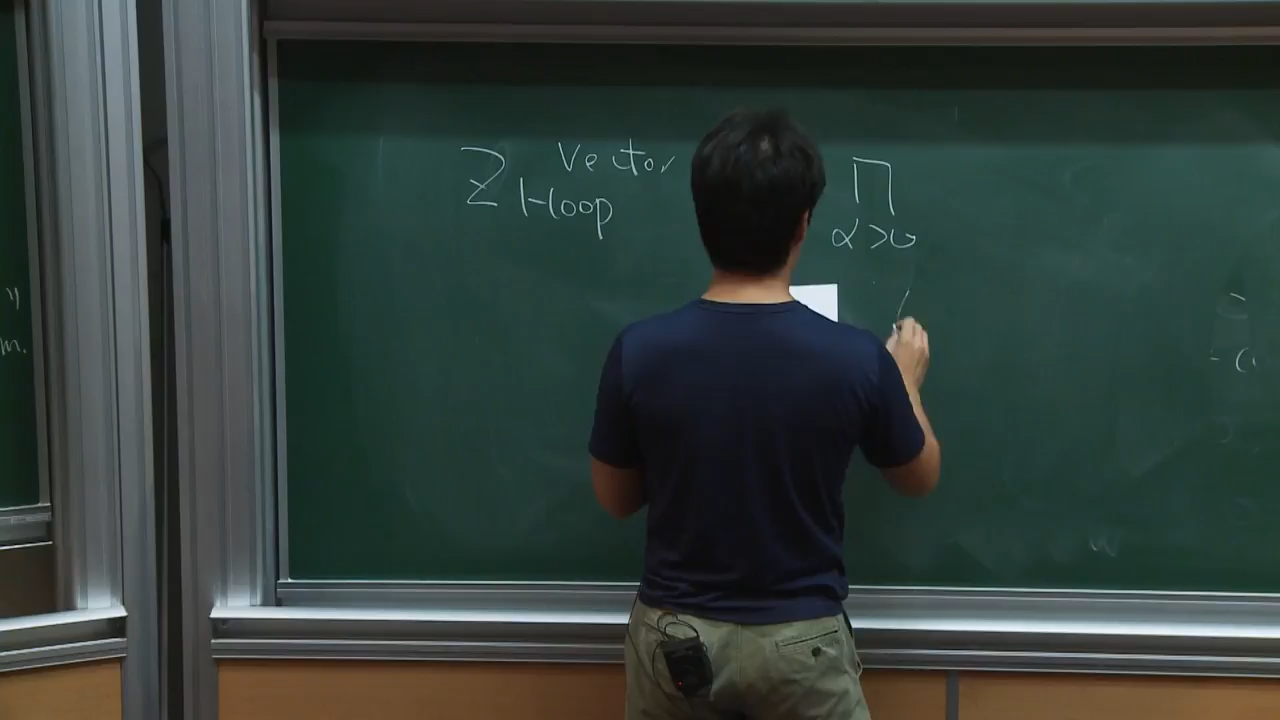 Z vector 1-loop Π α>0